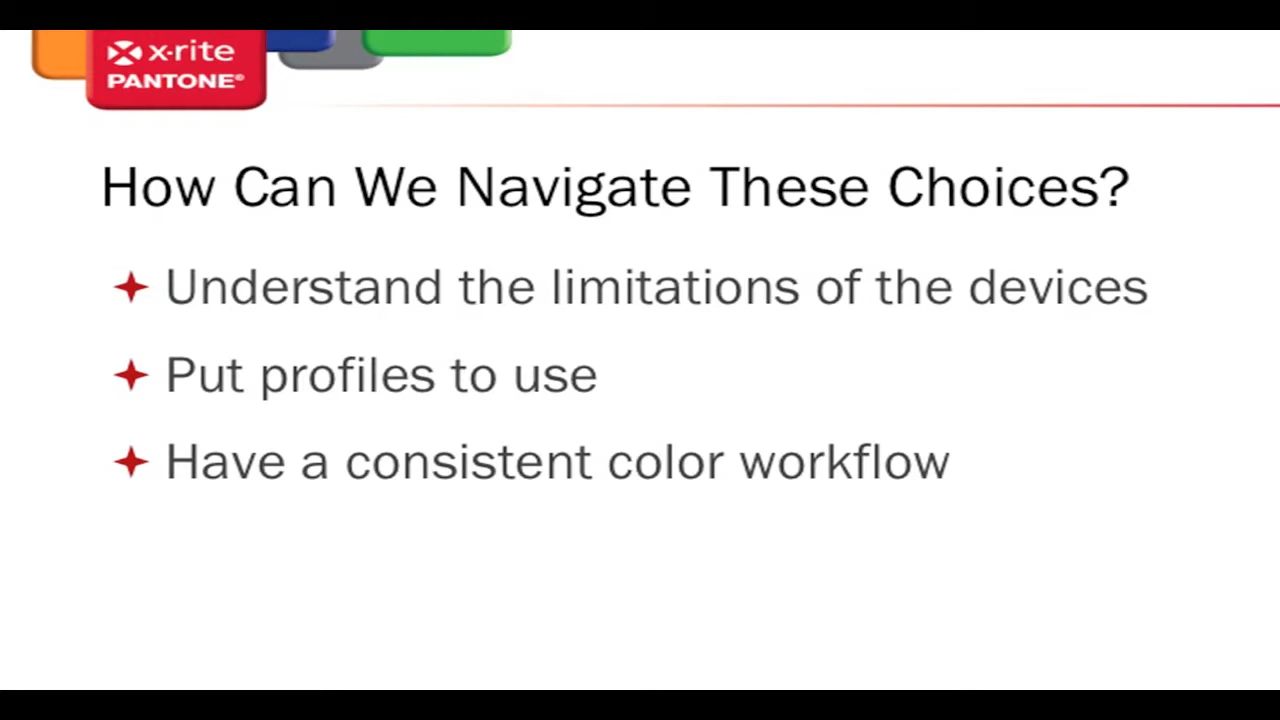 x·rite
PANTONE®
How Can We Navigate These Choices?
Understand the limitations of the devices
Put profiles to use
Have a consistent color workflow